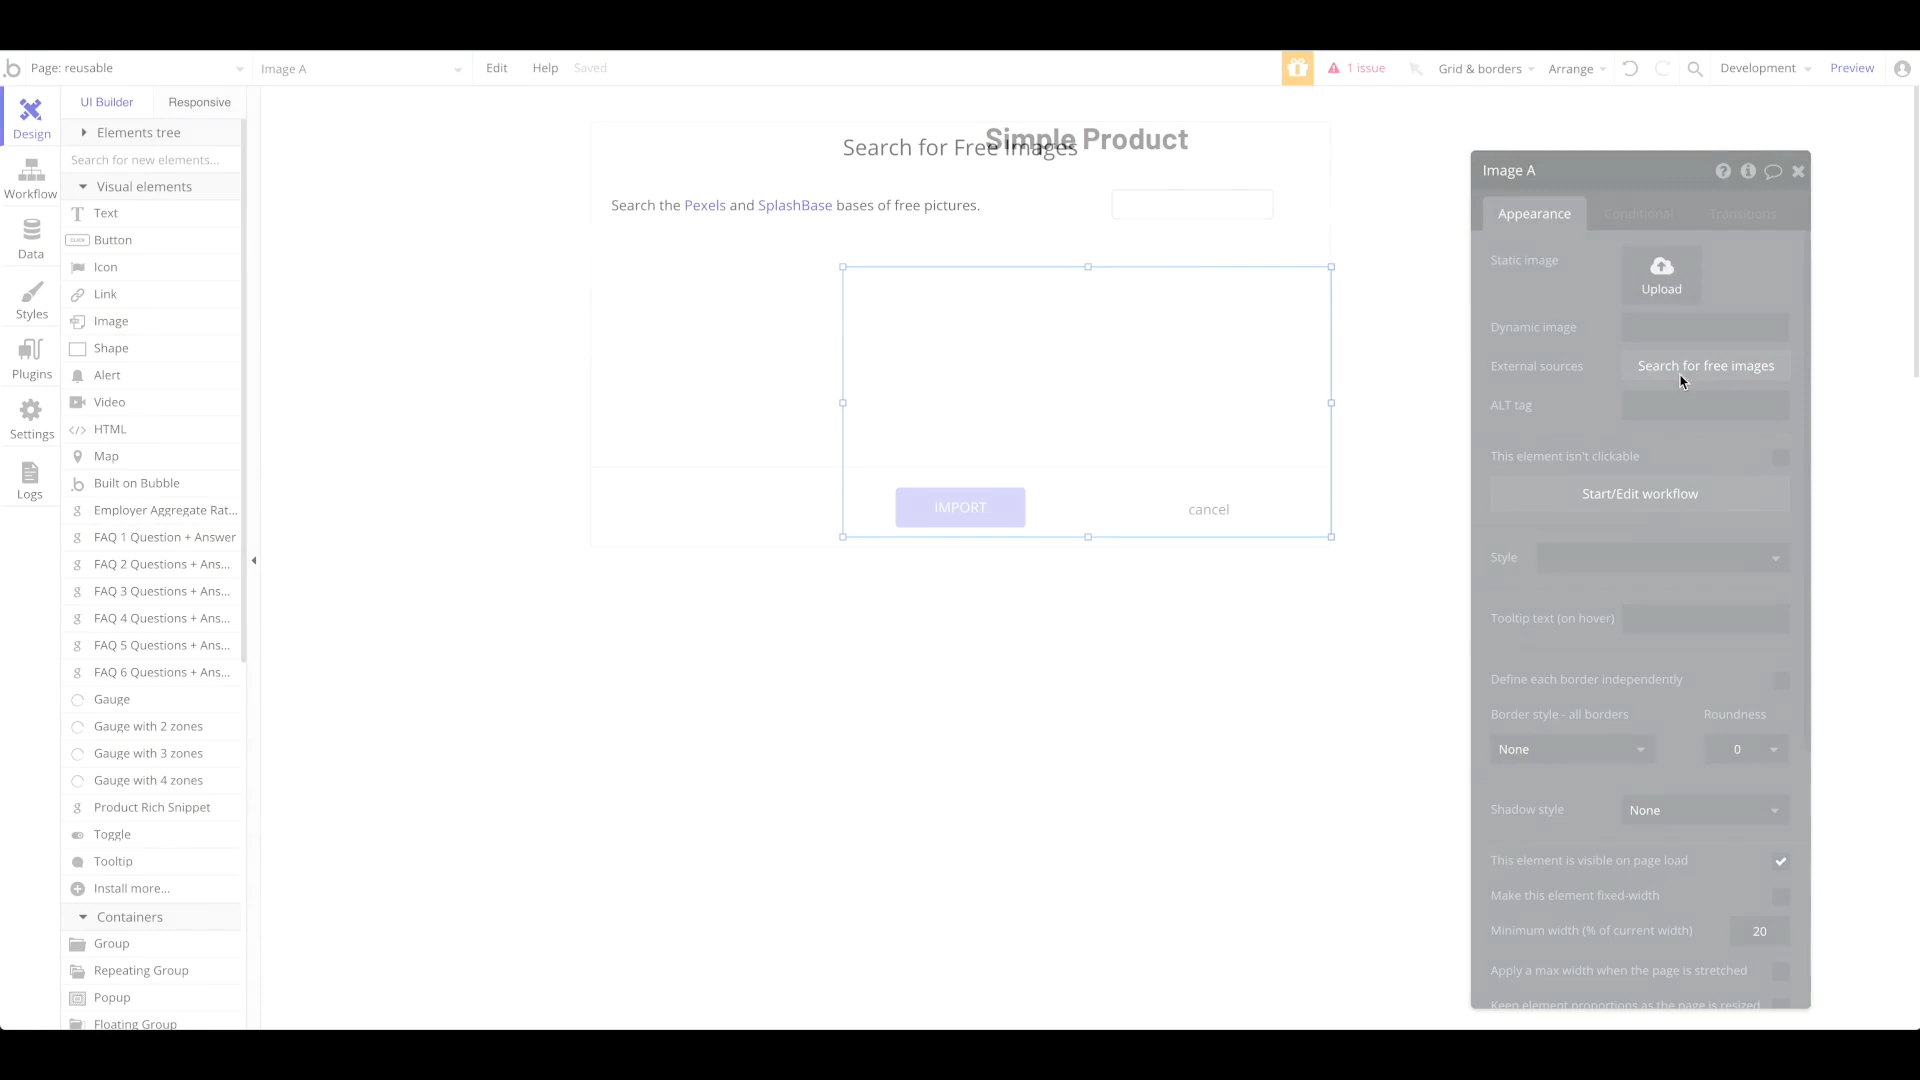 Page: reusable
Image A
Edit
Help
Saved
1 issue
Grid & borders
Arrange
Development
Preview
Design
Workflow
Data
Styles
Plugins
Settings
Logs
UI Builder
Responsive
Elements tree
Search for new elements...
Visual elements
Text
CLICK
Button
Icon
Link
Image
Shape
Alert
Video
HTML
Map
Built on Bubble
Employer Aggregate Rat...
FAQ 1 Question + Answer
FAQ 2 Questions + Ans...
FAQ 3 Questions + Ans...
FAQ 4 Questions + Ans...
FAQ 5 Questions + Ans...
FAQ 6 Questions + Ans...
Gauge
Gauge with 2 zones
Gauge with 3 zones
Gauge with 4 zones
Product Rich Snippet
Toggle
Tooltip
Install more...
Containers
Group
Repeating Group
Popup
Floating Group
Simple Product
Search for Free Images
Search the Pexels and SplashBase bases of free pictures.
IMPORT
cancel
Image A
Appearance
Conditional
Transitions
Static image
Upload
Dynamic image
External sources
Search for free images
ALT tag
This element isn't clickable
Start/Edit workflow
Style
Tooltip text (on hover)
Define each border independently
Border style - all borders
Roundness
None
0
Shadow style
None
This element is visible on page load
Make this element fixed-width
Minimum width (% of current width)
20
Apply a max width when the page is stretched
Keep element proportions as the page is resized